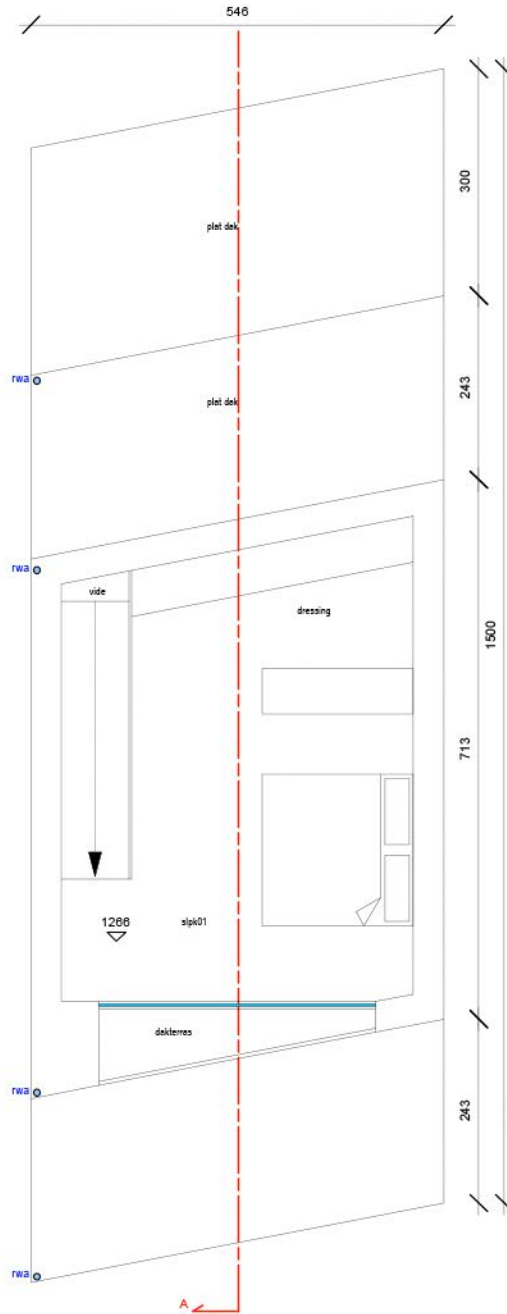 546
300
plat dak
rwa
243
plat dak
rwa
vide
dressing
1500
713
1266
slpk01
dakterras
rwa
243
rwa
A